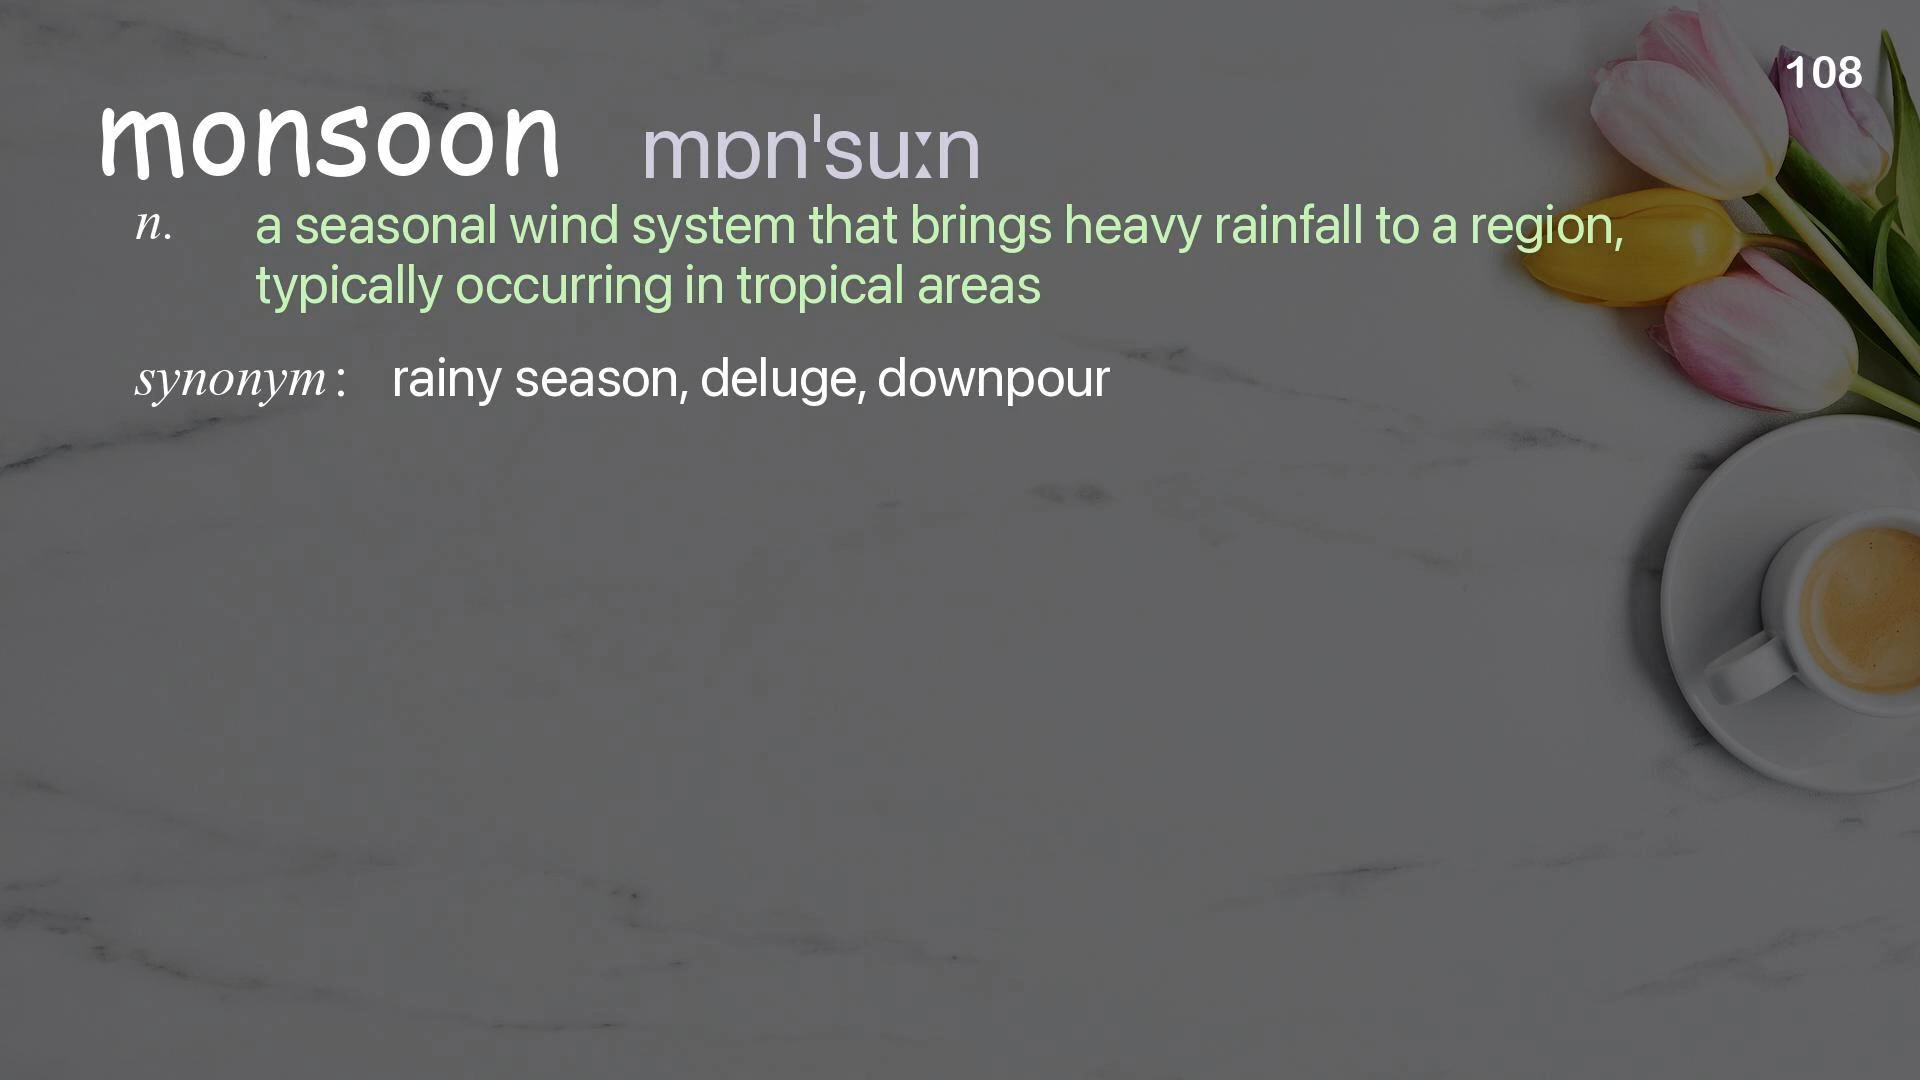 108
monsoon mɒnˈsuːn
n. a seasonal wind system that brings heavy rainfall to a region,
typically occurring in tropical areas
synonym: rainy season, deluge, downpour